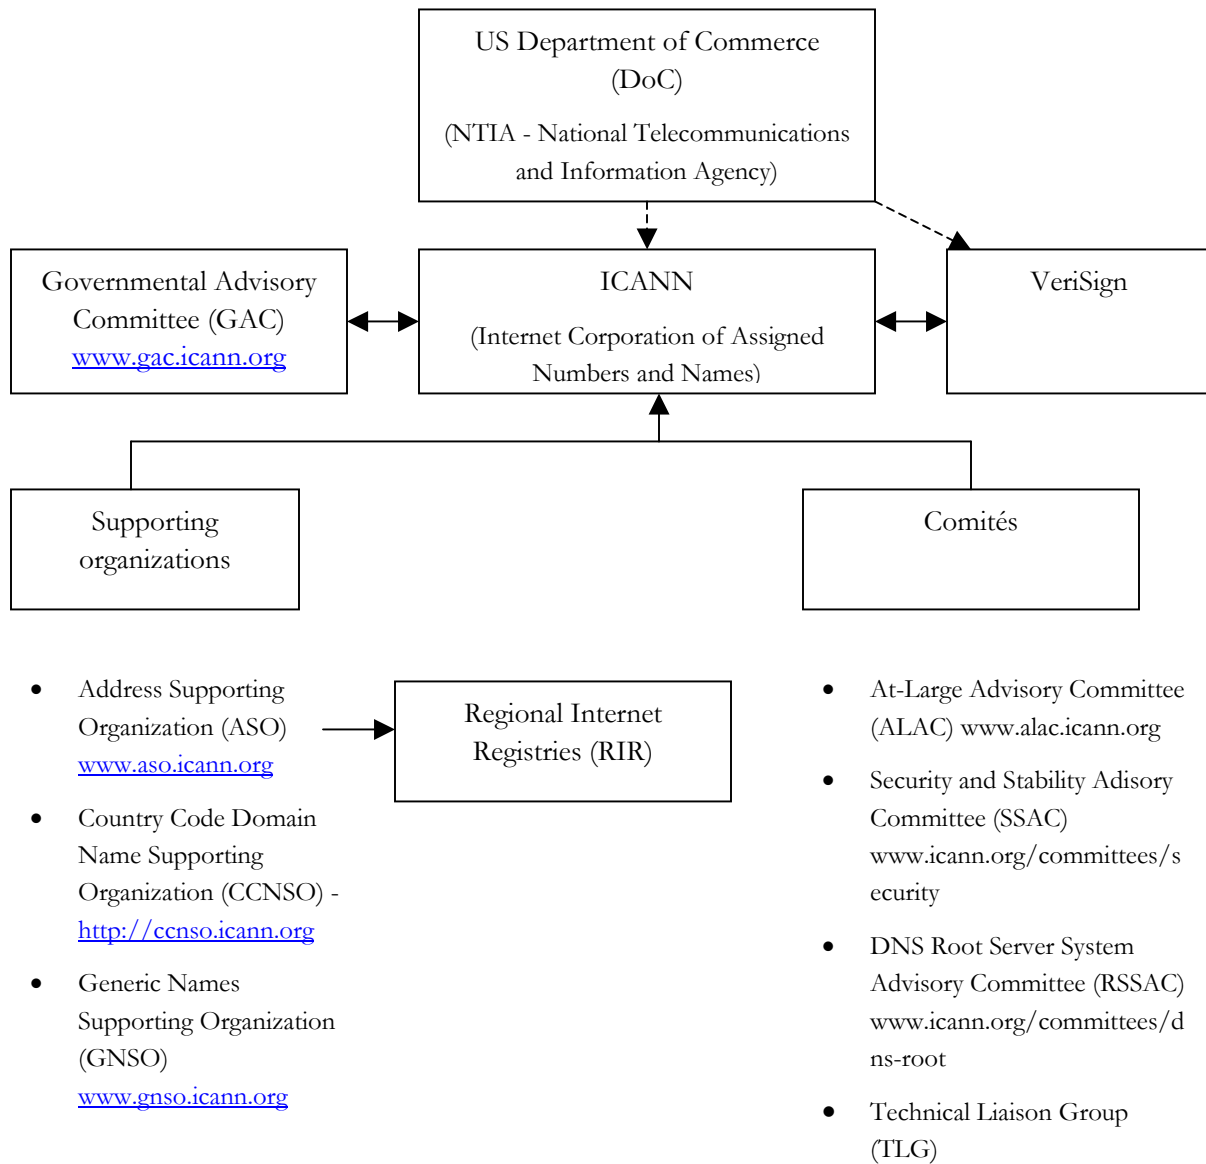 US Department of Commerce
(DoC)
(NTIA - National Telecommunications
and Information Agency)
Governmental Advisory
Committee (GAC)
www.gac.icann.org
ICANN
(Internet Corporation of Assigned
Numbers and Names)
VeriSign
Supporting
organizations
Comités
Address Supporting
Organization (ASO)
www.aso.icann.org
Country Code Domain
Name Supporting
Organization (CCNSO) -
http://ccnso.icann.org
Generic Names
Supporting Organization
(GNSO)
www.gnso.icann.org
Regional Internet
Registries (RIR)
At-Large Advisory Committee
(ALAC) www.alac.icann.org
Security and Stability Adisory
Committee (SSAC)
www.icann.org/committees/s
ecurity
DNS Root Server System
Advisory Committee (RSSAC)
www.icann.org/committees/d
ns-root
Technical Liaison Group
(TLG)